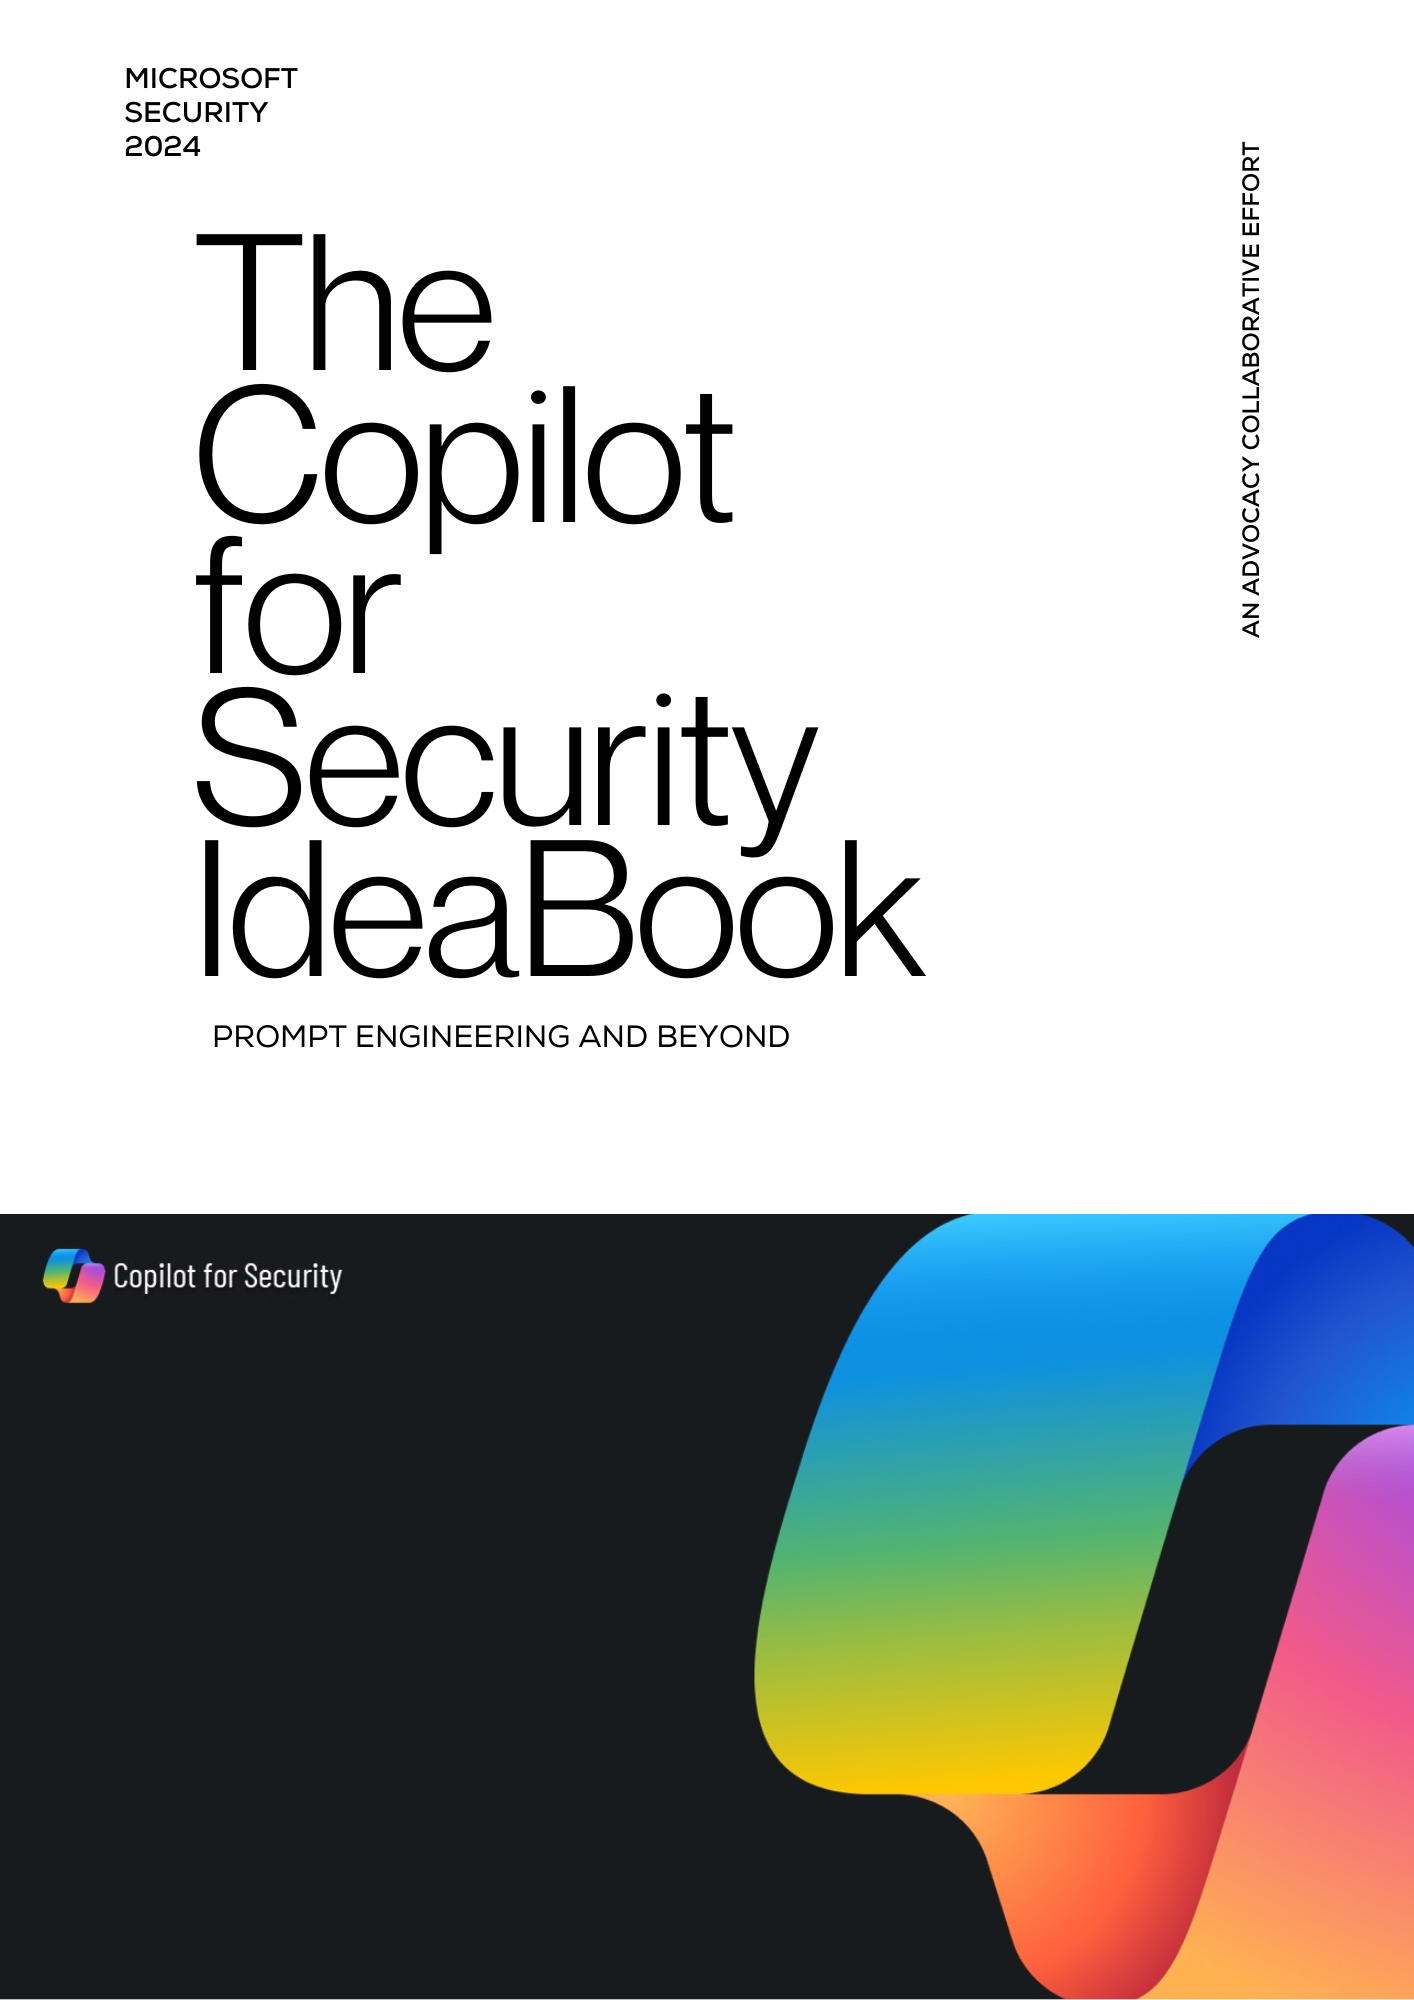 MICROSOFT
SECURITY
2024
AN ADVOCACY COLLABORATIVE EFFORT
The
Copilot
for
Security
IdeaBook
PROMPT ENGINEERING AND BEYOND
Copilot for Security